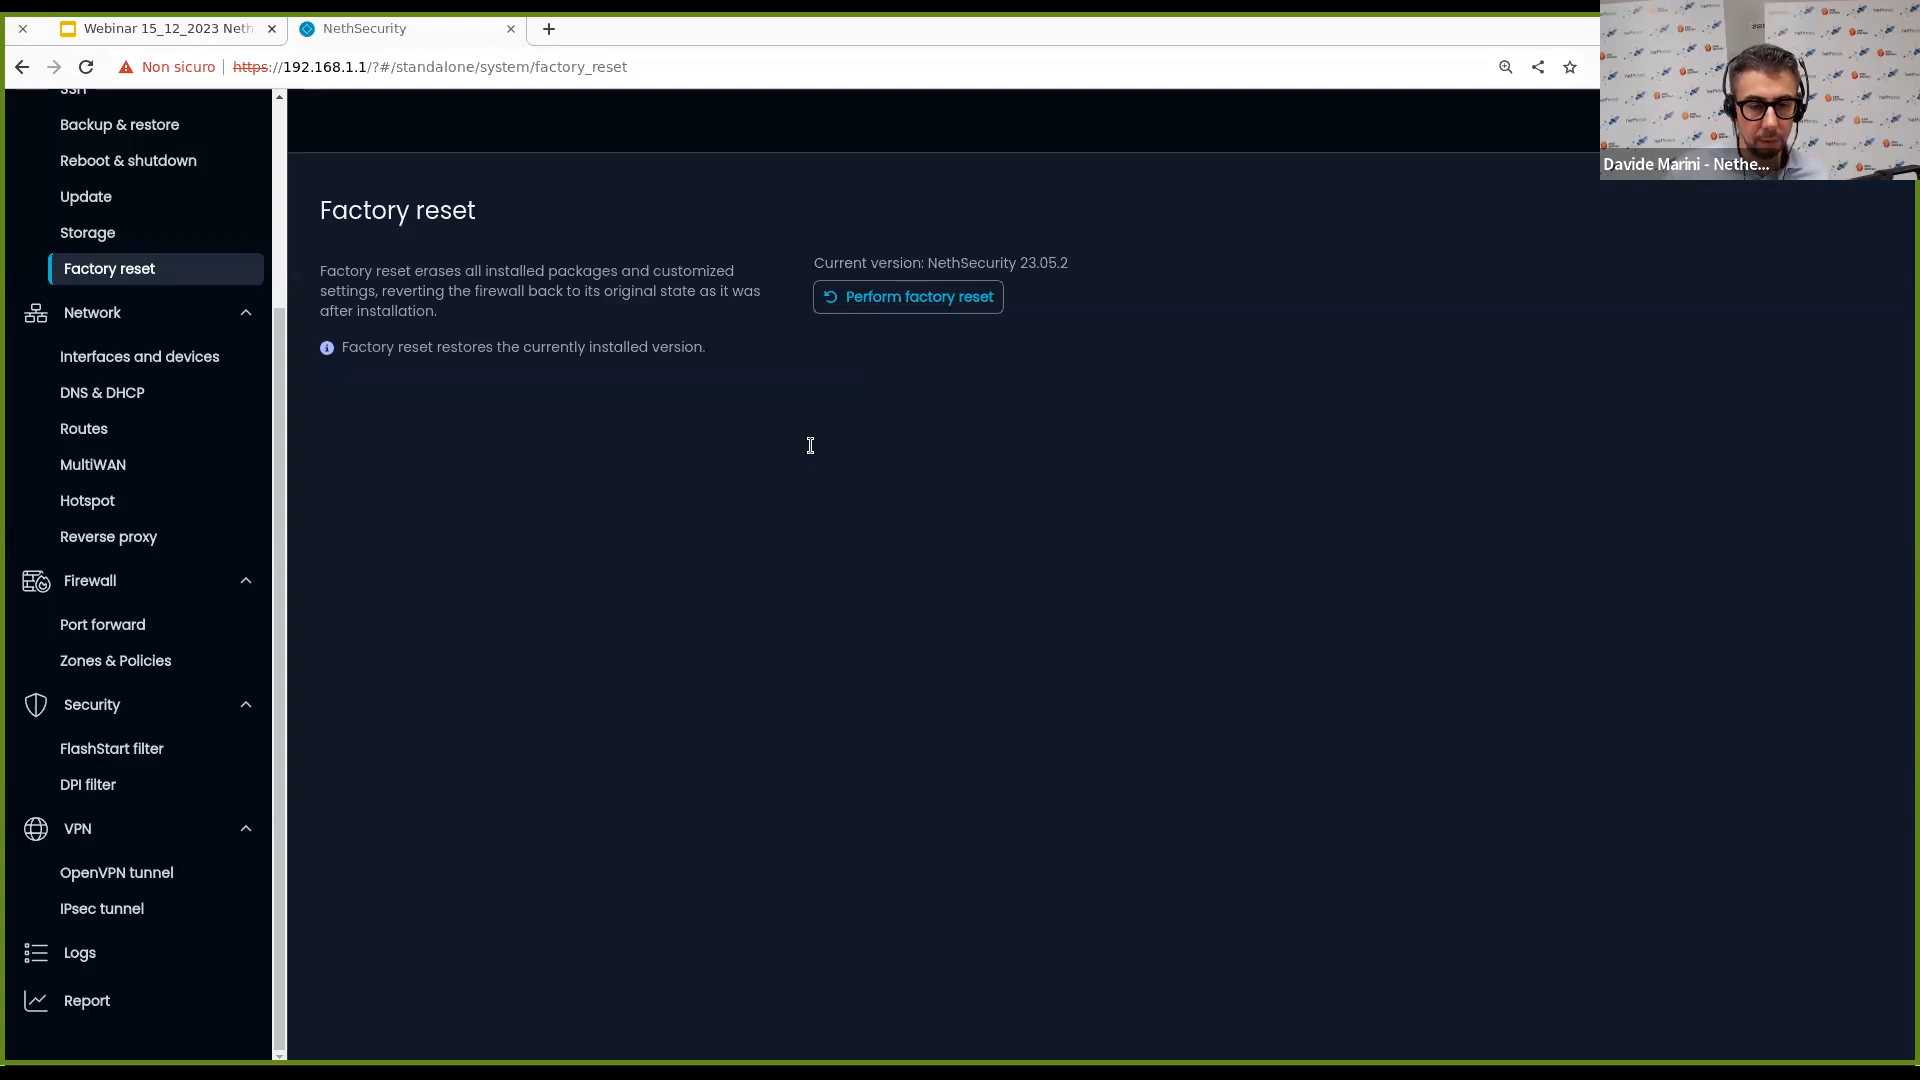 Webinar 15_12_2023 Neth
NethSecurity
Non sicuro
https://192.168.1.1/?#/standalone/system/factory_reset
Davide Marini - Nethe...
SSH
Backup & restore
Reboot & shutdown
Update
Storage
Factory reset
Network
Interfaces and devices
DNS & DHCP
Routes
MultiWAN
Hotspot
Reverse proxy
Firewall
Port forward
Zones & Policies
Security
FlashStart filter
DPI filter
VPN
OpenVPN tunnel
IPsec tunnel
Logs
Report
Factory reset
Factory reset erases all installed packages and customized
settings, reverting the firewall back to its original state as it was
after installation.
Factory reset restores the currently installed version.
Current version: NethSecurity 23.05.2
Perform factory reset